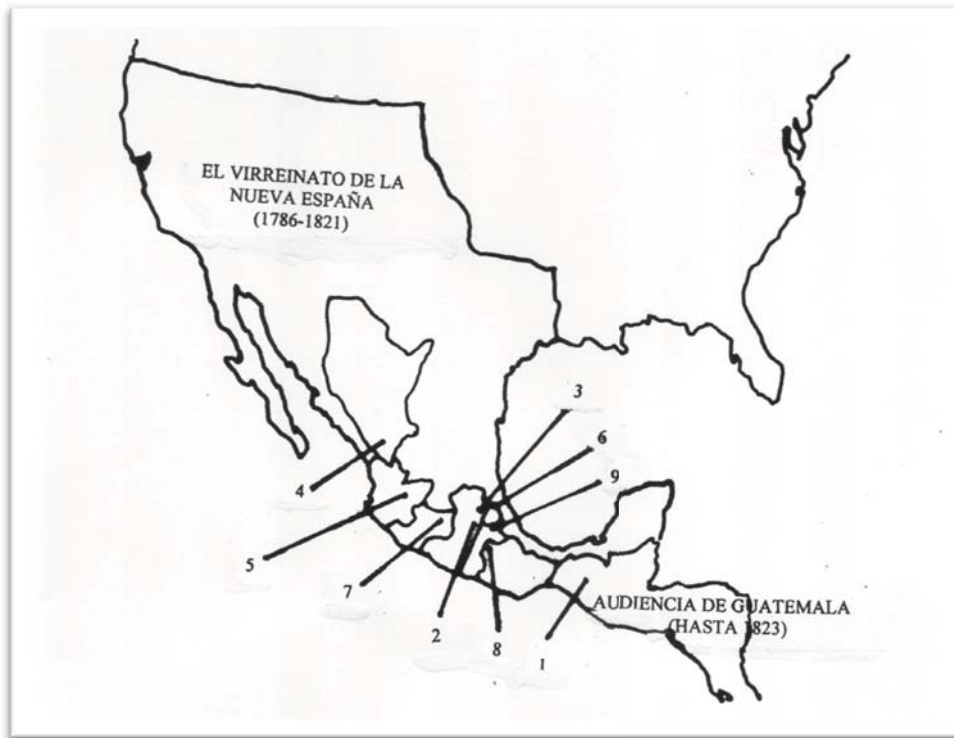 EL VIRREINATO DE LA
NUEVA ESPAÑA
(1786-1821)
3
6
9
4
5
7
2
8
1
AUDIENCIA DE GUATEMALA
(HASTA 1823)